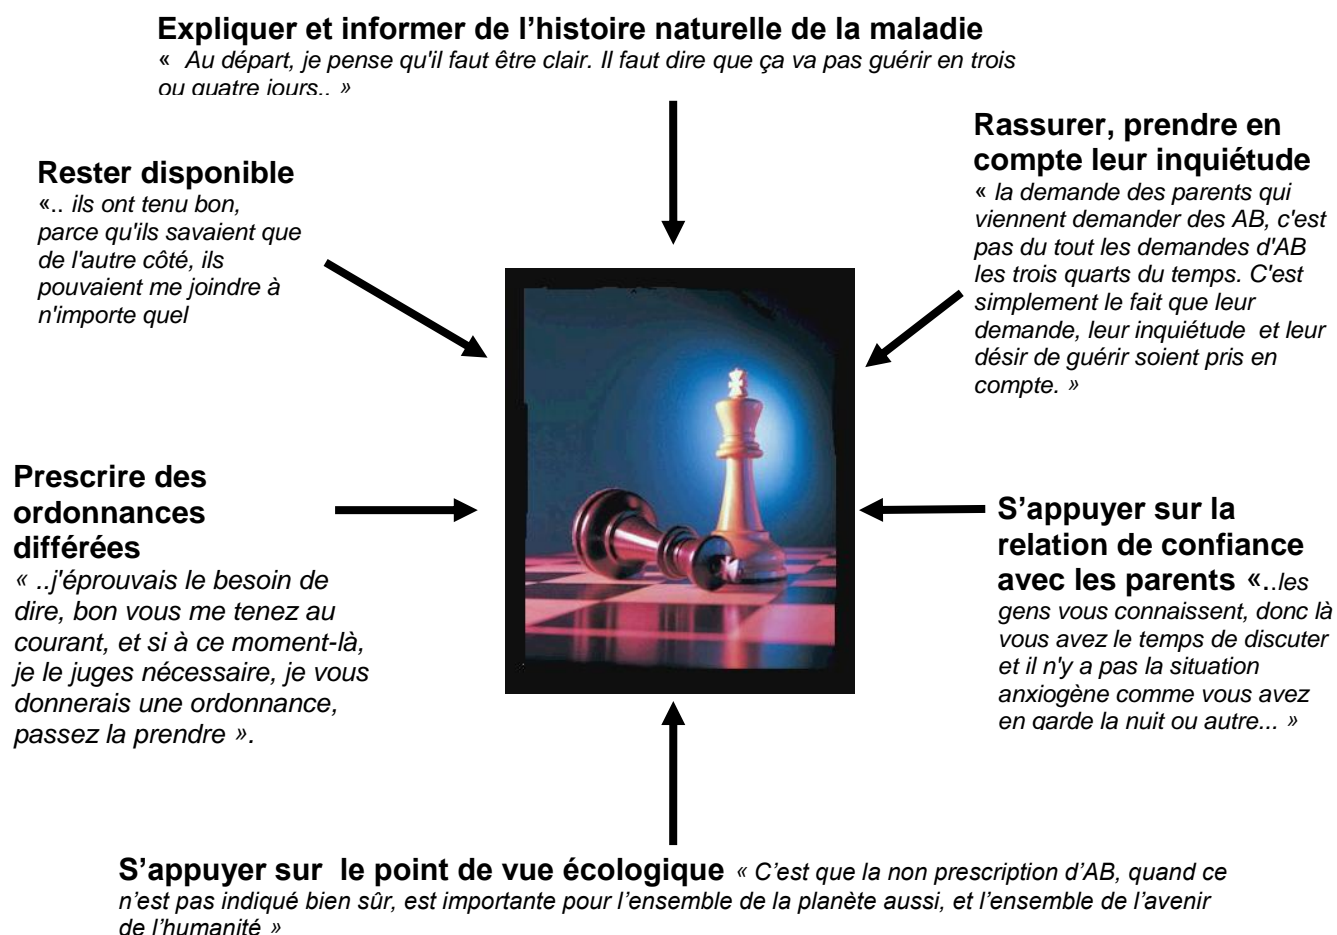 Expliquer et informer de l’histoire naturelle de la maladie
« Au départ, je pense qu'il faut être clair. Il faut dire que ça va pas guérir en trois
ou quatre jours.. »
Rester disponible
«.. ils ont tenu bon,
parce qu'ils savaient que
de l'autre côté, ils
pouvaient me joindre à
n'importe quel
Rassurer, prendre en
compte leur inquiétude
« la demande des parents qui
viennent demander des AB, c'est
pas du tout les demandes d'AB
les trois quarts du temps. C'est
simplement le fait que leur
demande, leur inquiétude et leur
désir de guérir soient pris en
compte. »
Prescrire des
ordonnances
différées
« ..j'éprouvais le besoin de
dire, bon vous me tenez au
courant, et si à ce moment-là,
je le juges nécessaire, je vous
donnerais une ordonnance,
passez la prendre ».
S’appuyer sur la
relation de confiance
avec les parents «..les
gens vous connaissent, donc là
vous avez le temps de discuter
et il n'y a pas la situation
anxiogène comme vous avez
en garde la nuit ou autre... »
S’appuyer sur le point de vue écologique « C’est que la non prescription d’AB, quand ce
n’est pas indiqué bien sûr, est importante pour l’ensemble de la planète aussi, et l’ensemble de l’avenir
de l’humanité »